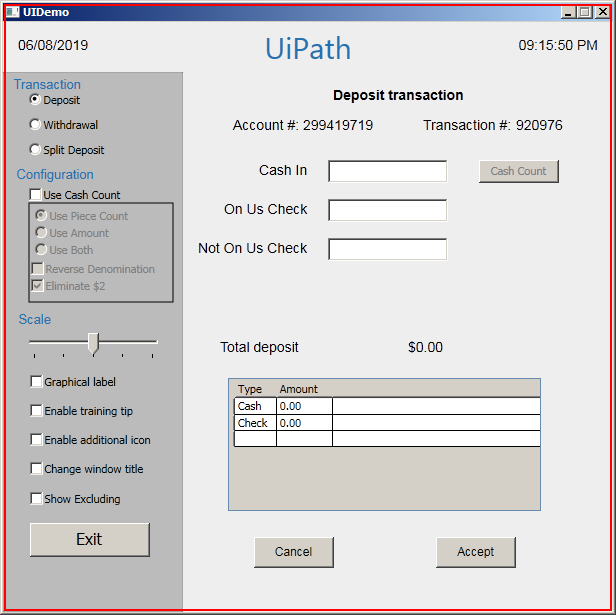 UIDemo
06/08/2019
UiPath
09:15:50 PM
Transaction
Deposit
Withdrawal
Split Deposit
Configuration
Use Cash Count
Use Piece Count
Use Amount
Use Both
Reverse Denomination
Eliminate $2
Scale
Graphical label
Enable training tip
Enable additional icon
Change window title
Show Excluding
Exit
Deposit transaction
Account #: 299419719 Transaction #: 920976
Cash In
Cash Count
On Us Check
Not On Us Check
Total deposit $0.00
Type Amount
Cash 0.00
Check 0.00
Cancel Accept